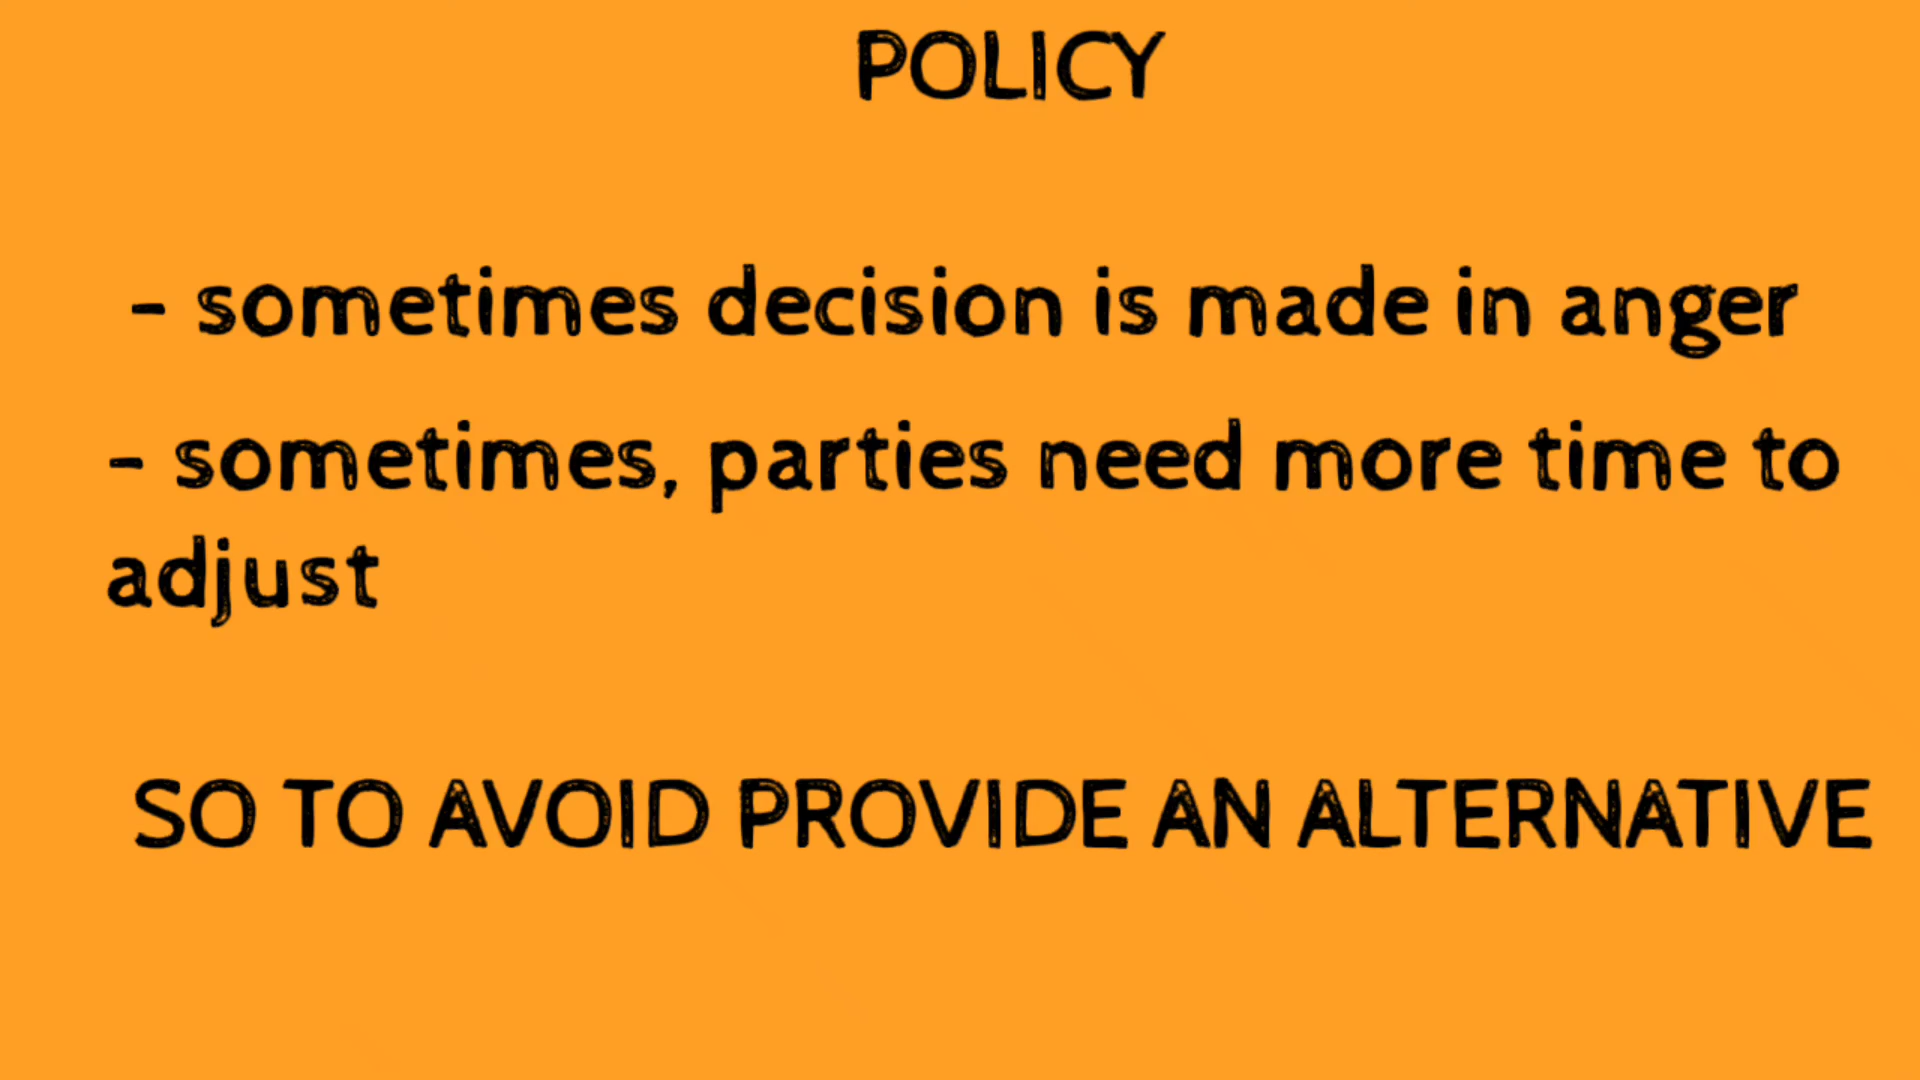 POLICY
- sometimes decision is made in anger
- sometimes, parties need more time to
adjust
SO TO AVOID PROVIDE AN ALTERNATIVE